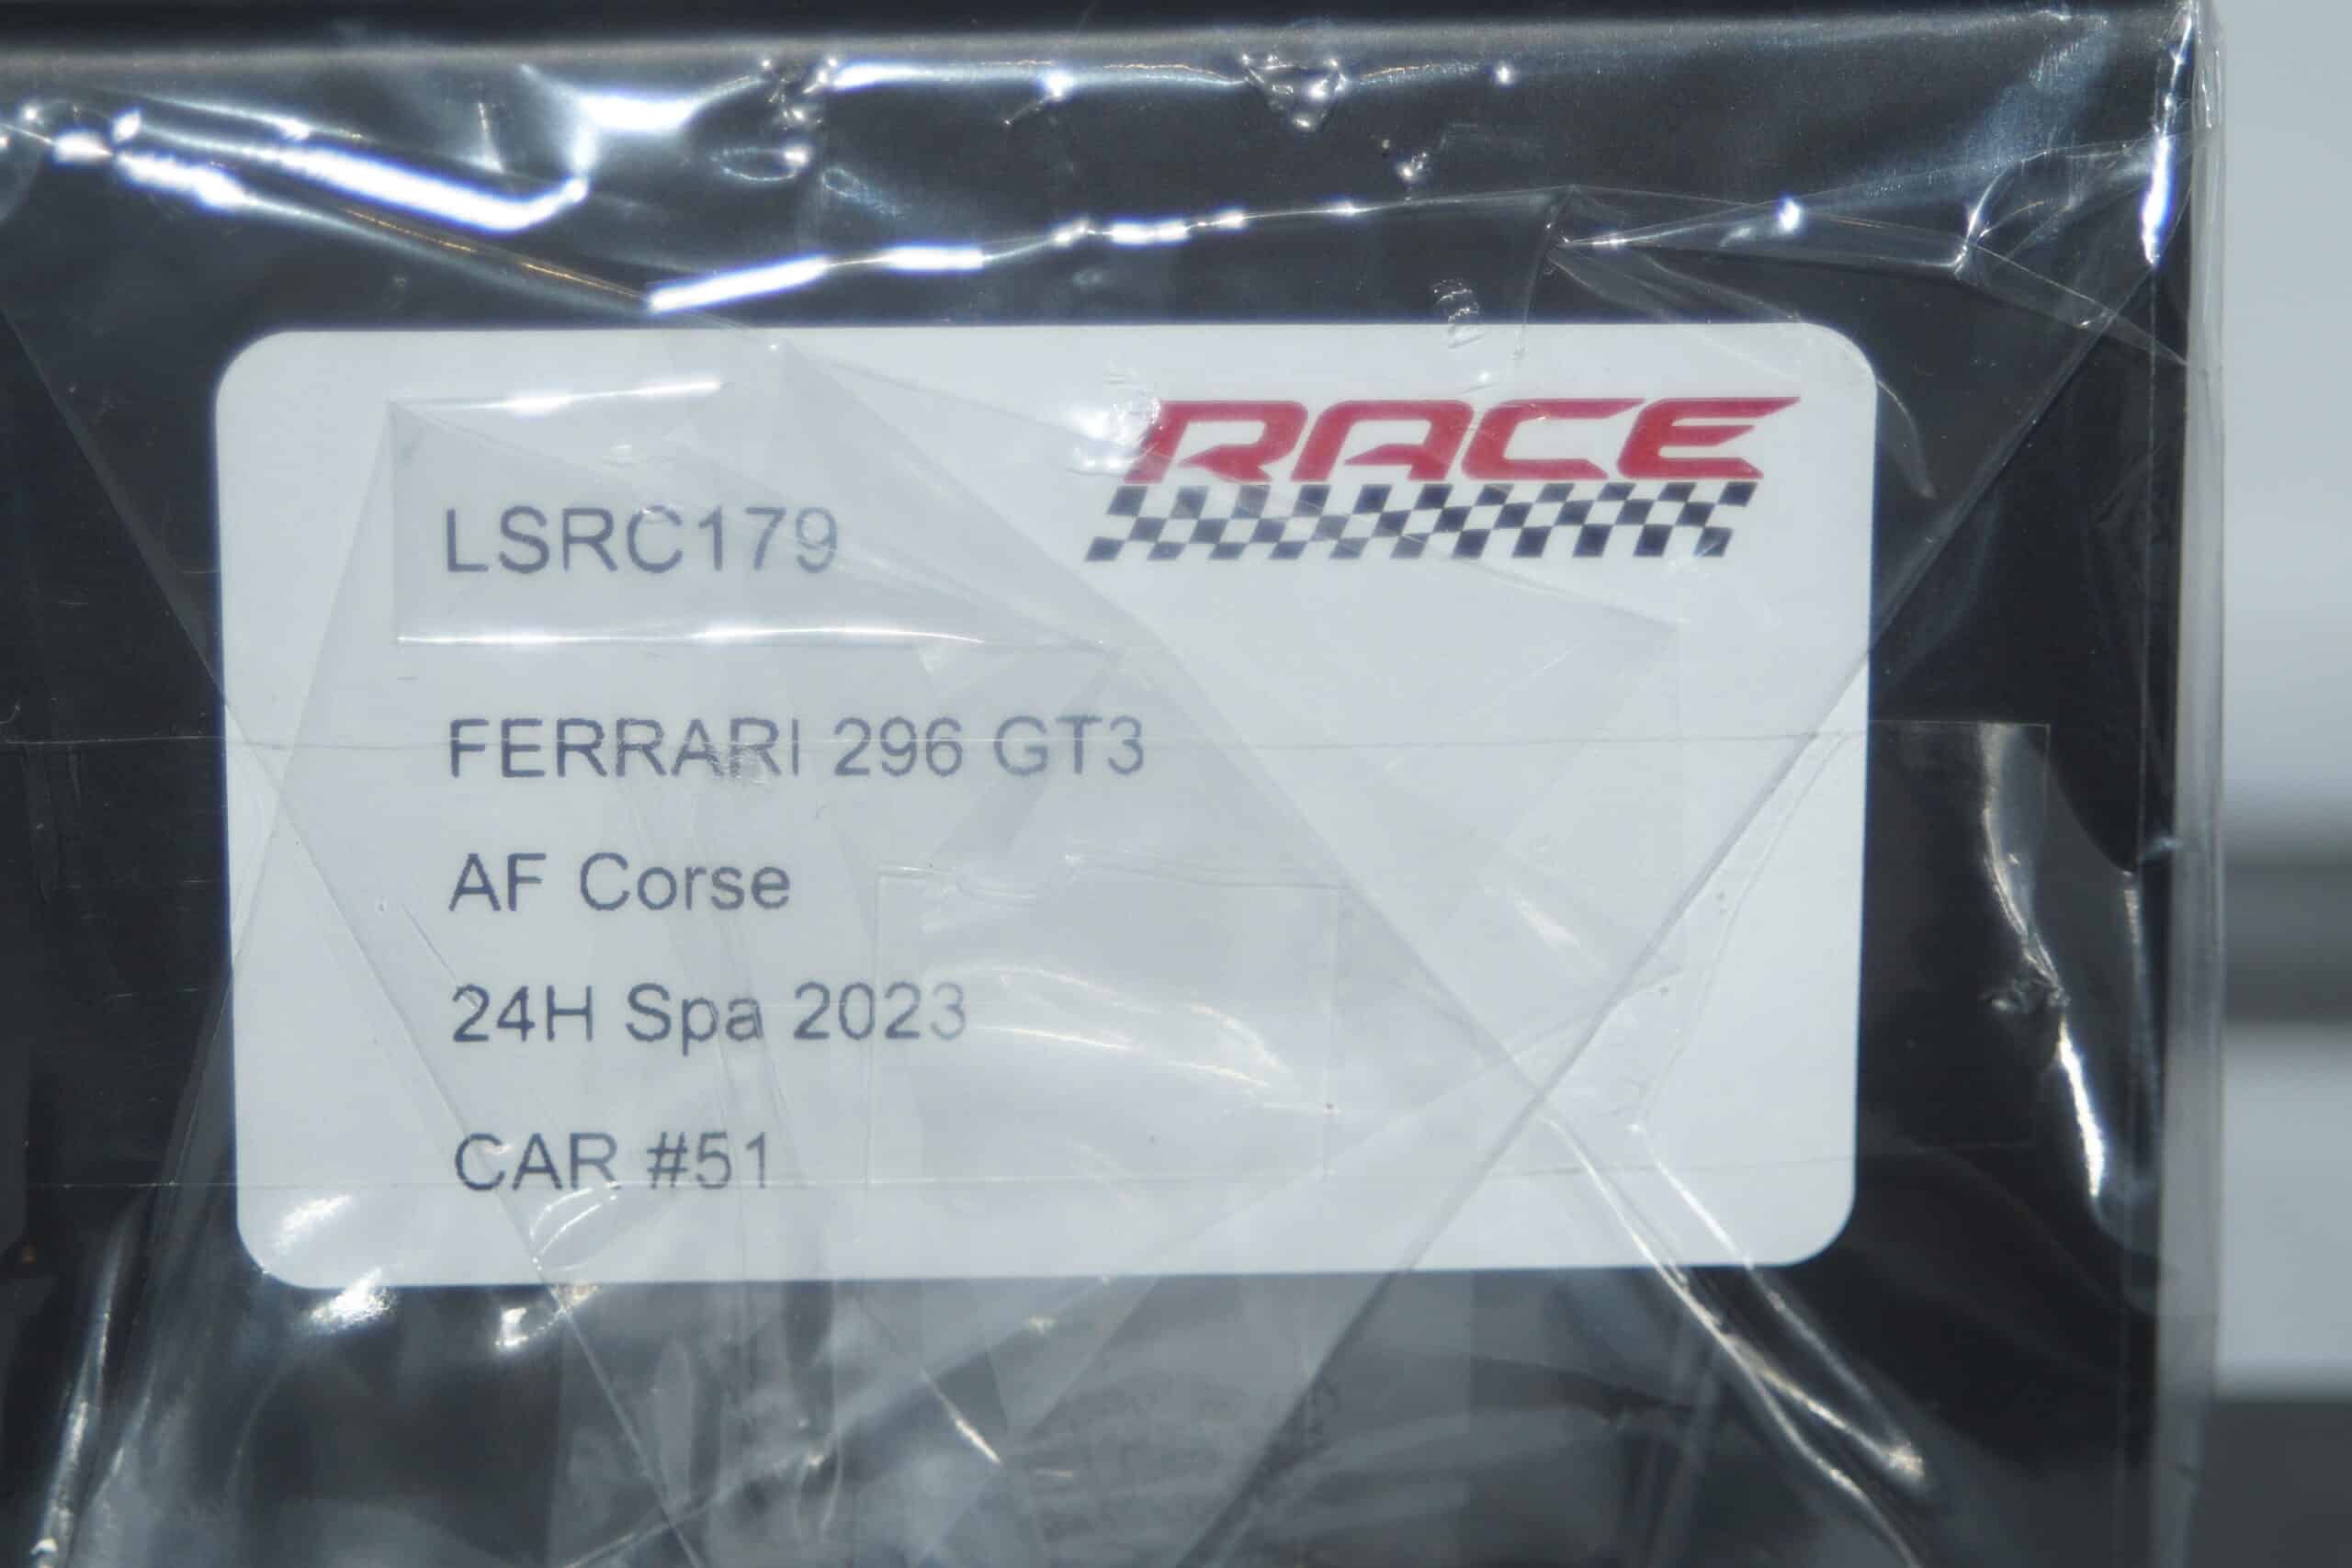 RACE
LSRC179
FERRARI 296 GT3
AF Corse
24H Spa 2023
CAR #51